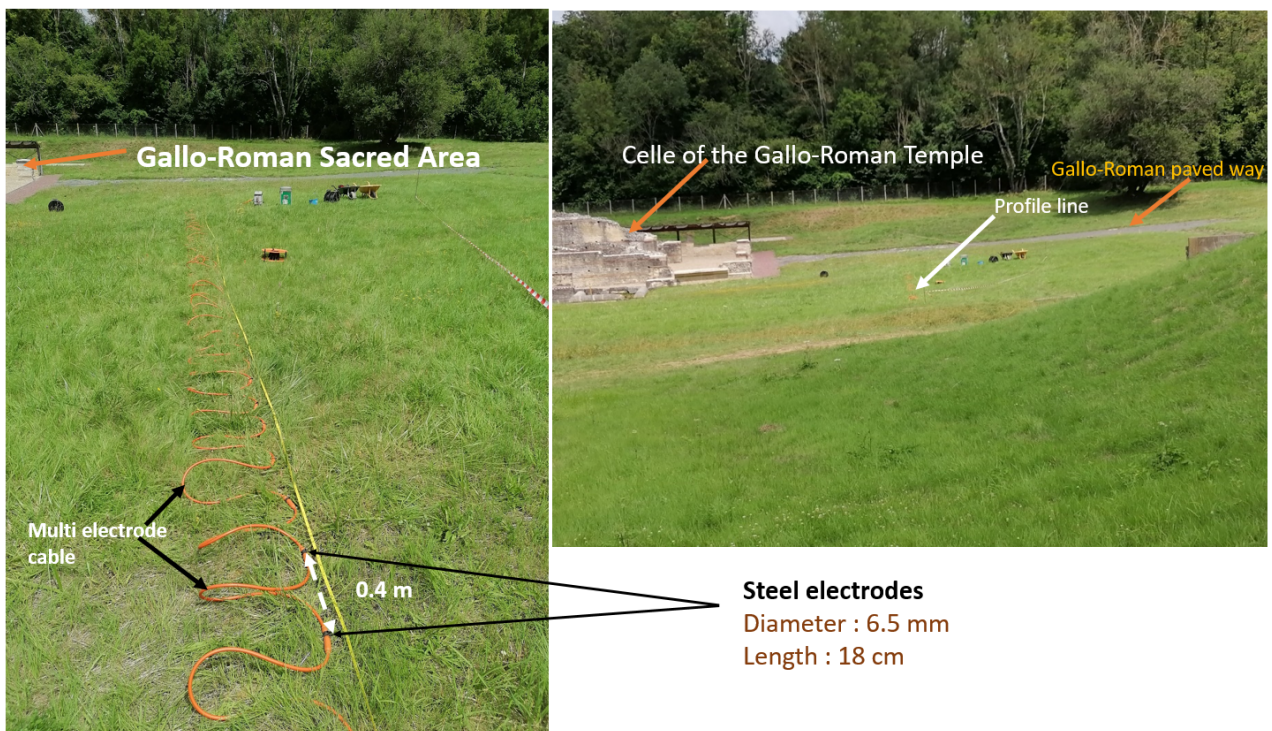 Gallo-Roman Sacred Area
Multi electrode
cable
0.4 m
Celle of the Gallo-Roman Temple
Gallo-Roman paved way
Profile line
Steel electrodes
Diameter : 6.5 mm
Length : 18 cm